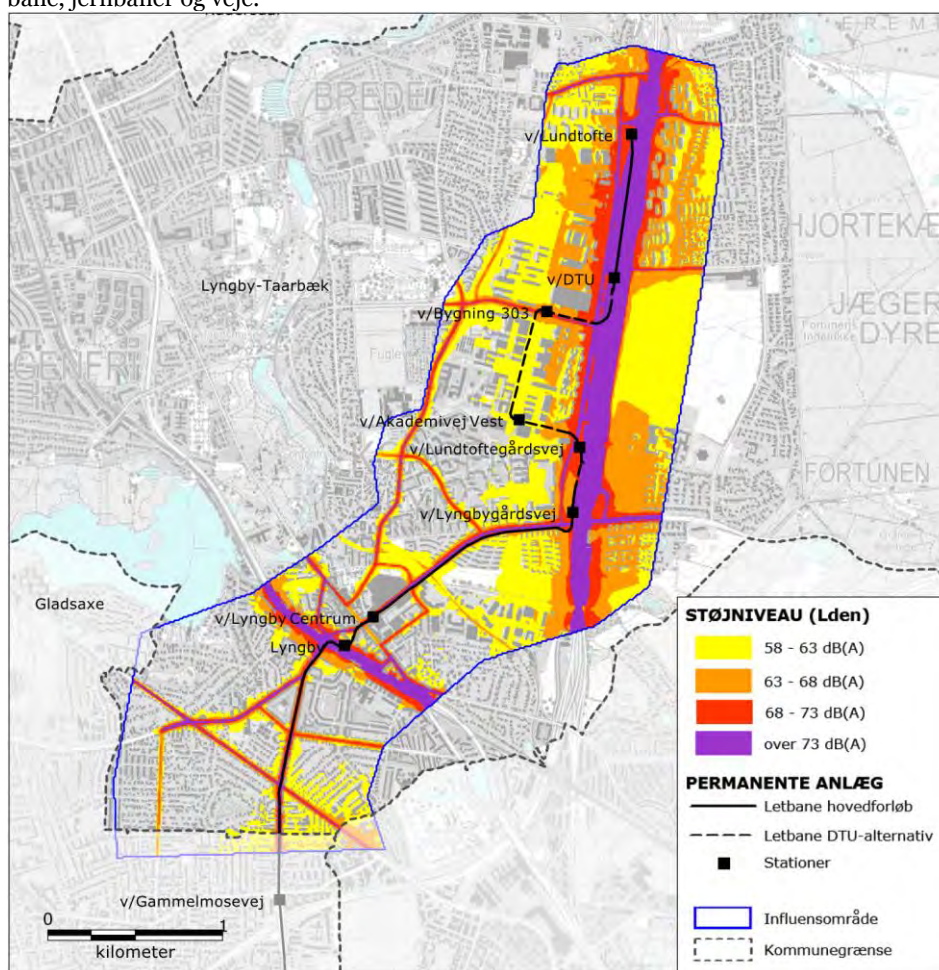 bane, jernbaner og veje.
BREDE
v/Lundtofte
HJORTEKÆ
v/DTU
Lyngby-Taarbæk
v/Bygning 303
JÆGER
DYRE
v/Akademivej Vest
v/Lundtoftegårdsvej
FORTUNEN
v/Lyngbygårdsvej
Gladsaxe
v/Lyngby Centrum
Lyngby
v/Gammelmosevej
0 1
kilometer
STØJNIVEAU (Lden)
58 - 63 dB(A)
63 - 68 dB(A)
68 - 73 dB(A)
over 73 dB(A)
PERMANENTE ANLÆG
Letbane hovedforløb
Letbane DTU-alternativ
Stationer
Influensområde
Kommunegrænse